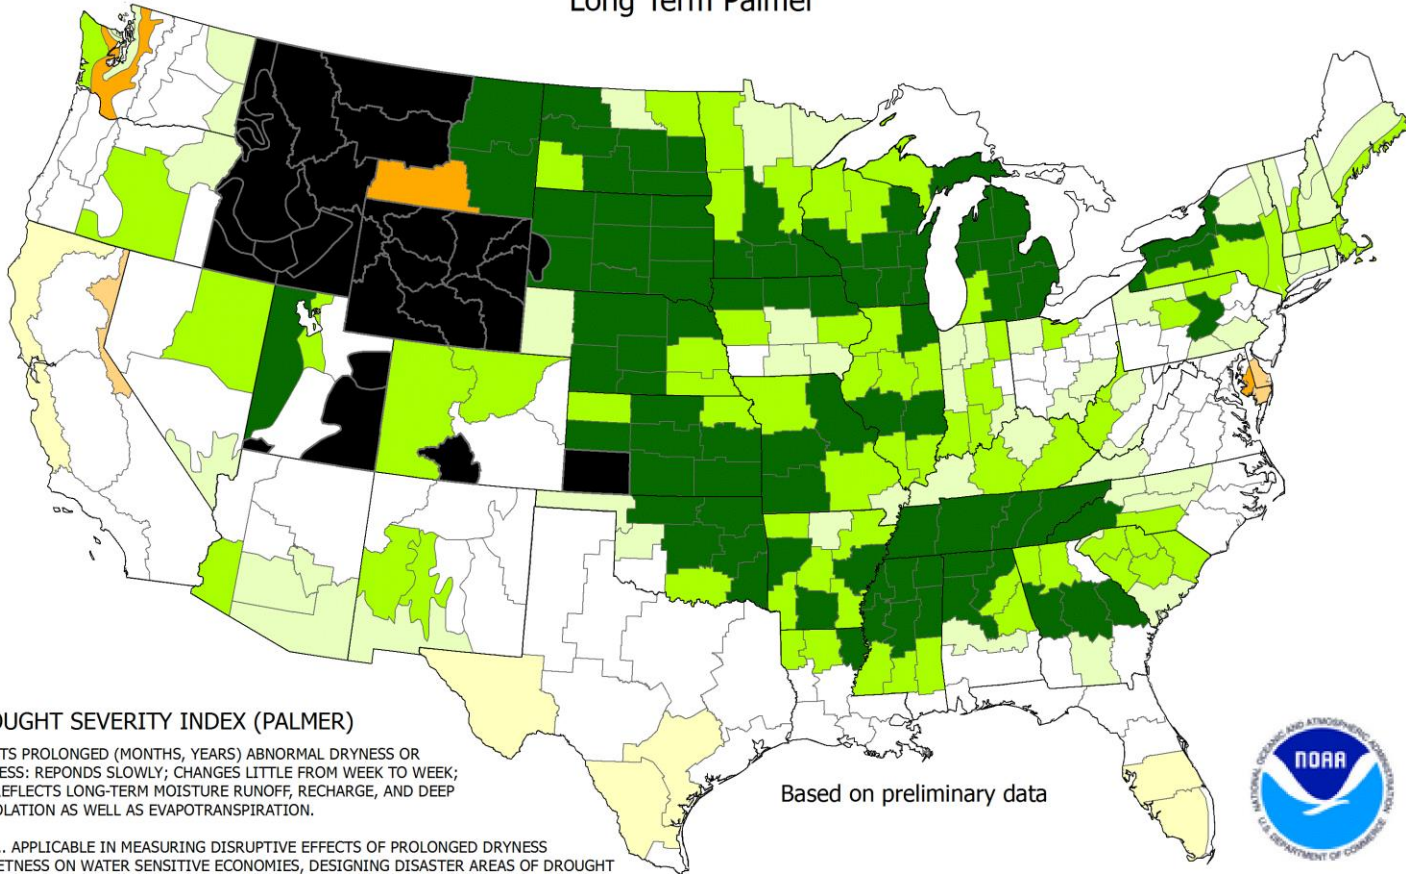 Long Term Palmer
OUGHT SEVERITY INDEX (PALMER)
TS PROLONGED (MONTHS, YEARS) ABNORMAL DRYNESS OR
ESS: REPONDS SLOWLY; CHANGES LITTLE FROM WEEK TO WEEK;
EFLECTS LONG-TERM MOISTURE RUNOFF, RECHARGE, AND DEEP
OLATION AS WELL AS EVAPOTRANSPIRATION.
.. APPLICABLE IN MEASURING DISRUPTIVE EFFECTS OF PROLONGED DRYNESS
ETNESS ON WATER SENSITIVE ECONOMIES, DESIGNING DISASTER AREAS OF DROUGHT
Based on preliminary data
NATIONAL OCEANIC AND ATMOSPHERIC ADMINISTRATION
NOAA
U.S. DEPARTMENT OF COMMERCE